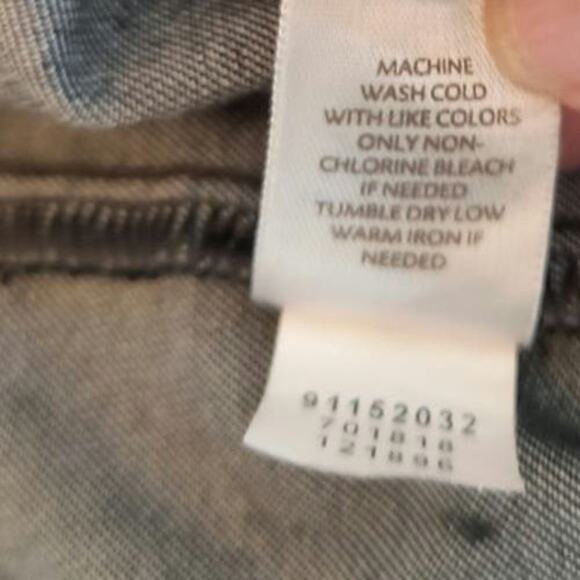 MACHINE
WASH COLD
WITH LIKE COLORS
ONLY NON-
CHLORINE BLEACH
IF NEEDED
TUMBLE DRY LOW
WARM IRON IF
NEEDED
91152032
701818
121896